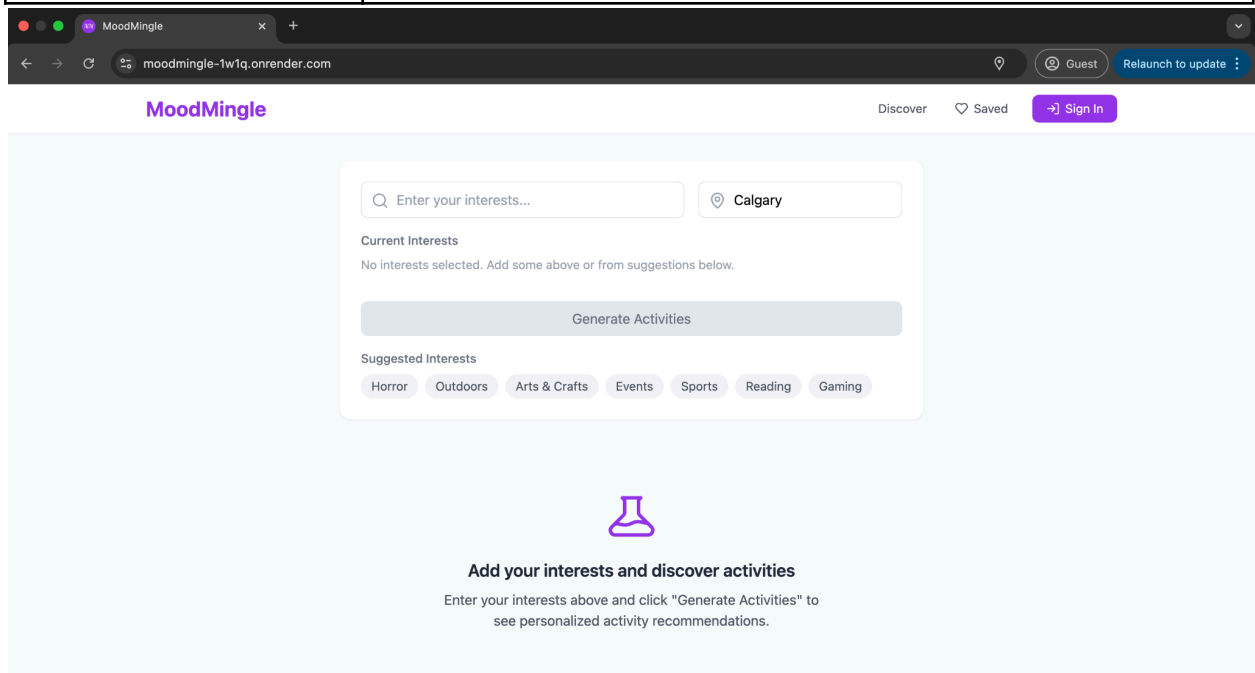 MoodMingle
moodmingle-1w1q.onrender.com
Guest
Relaunch to update
MoodMingle
Discover
Saved
Sign In
Enter your interests...
Calgary
Current Interests
No interests selected. Add some above or from suggestions below.
Generate Activities
Suggested Interests
Horror
Outdoors
Arts & Crafts
Events
Sports
Reading
Gaming
Add your interests and discover activities
Enter your interests above and click "Generate Activities" to
see personalized activity recommendations.